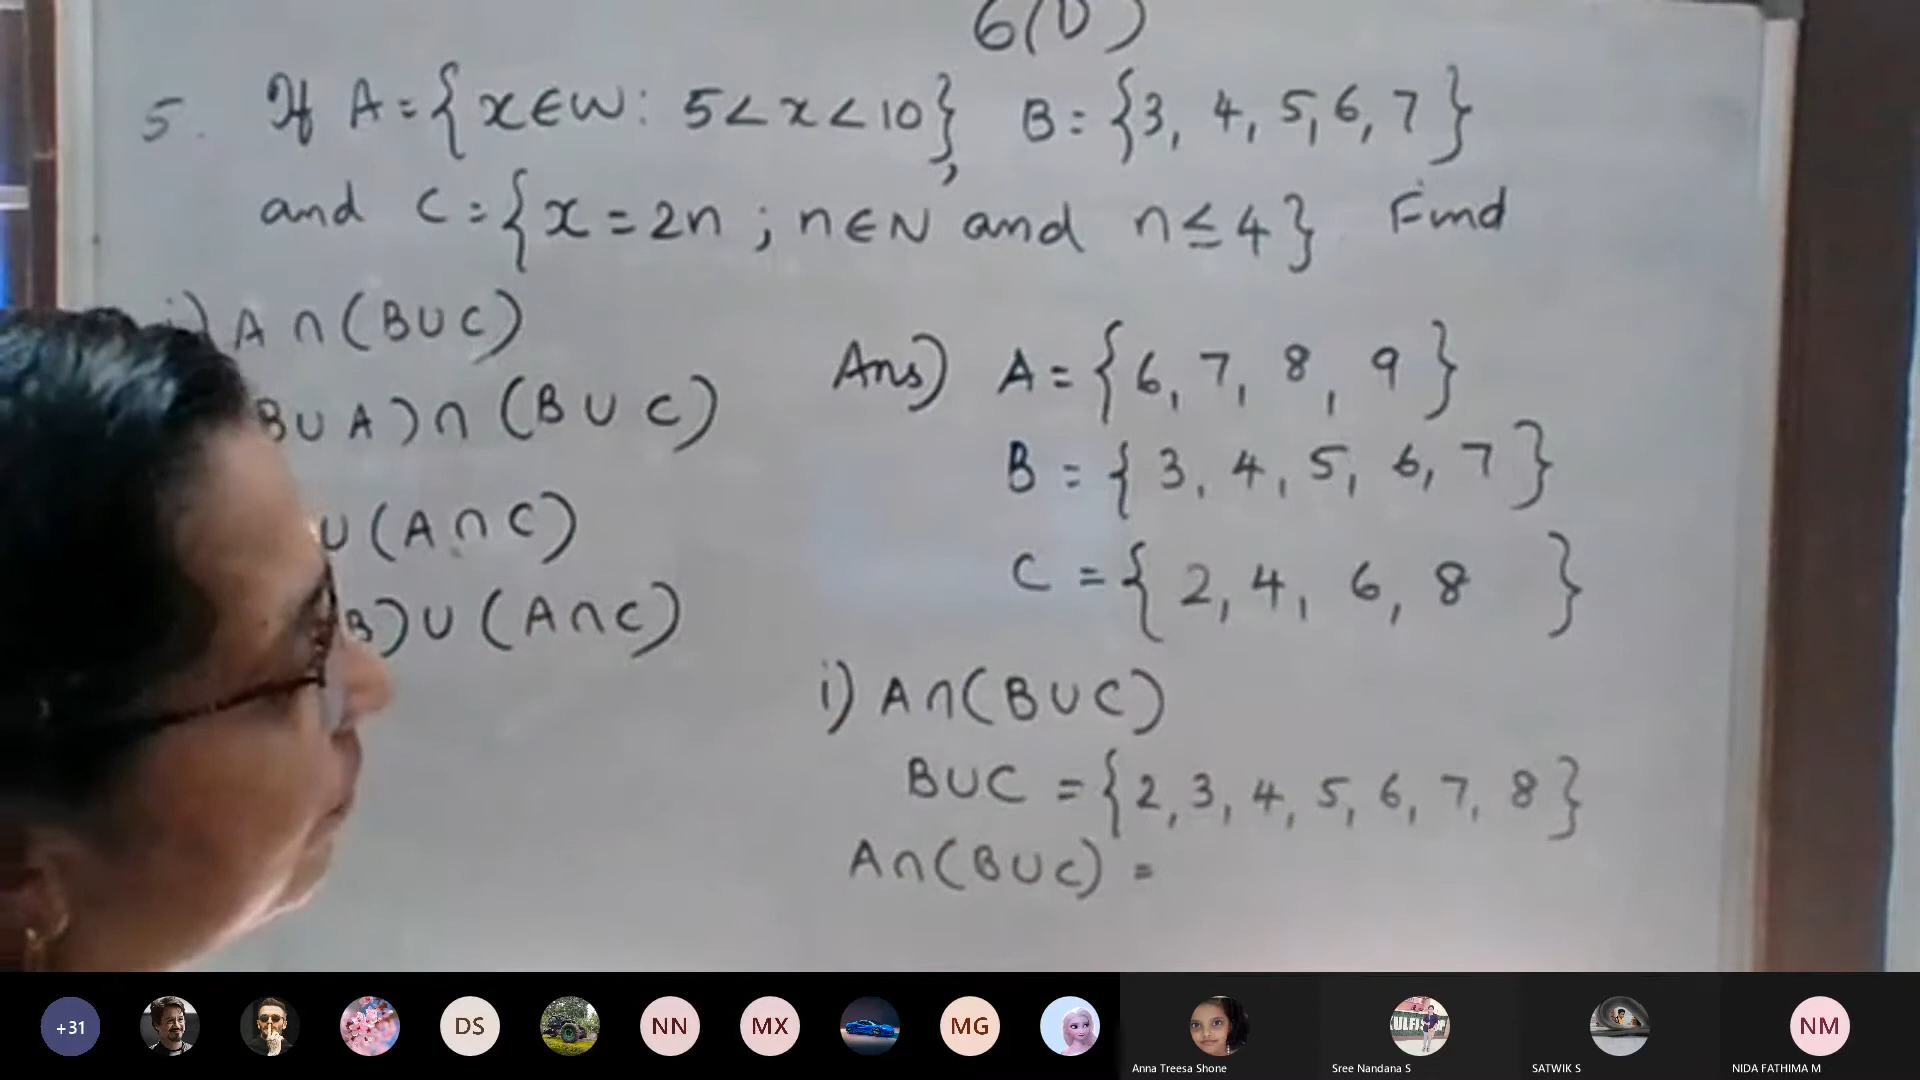 6(D)
5. If A = {x∈W: 5<x<10}, B = {3, 4, 5, 6, 7}
and C = {x = 2n ; n∈N and n≤4} Find
i) A∩(B∪C)
B∪A)∩(B∪C)
∪(A∩C)
B)∪(A∩C)
Ans) A = {6, 7, 8, 9}
B = {3, 4, 5, 6, 7}
C = {2, 4, 6, 8 }
i) A∩(B∪C)
B∪C = {2, 3, 4, 5, 6, 7, 8}
A∩(B∪C) =
+31
DS
NN
MX
MG
ULFIS
NM
Anna Treesa Shone
Sree Nandana S
SATWIK S
NIDA FATHIMA M